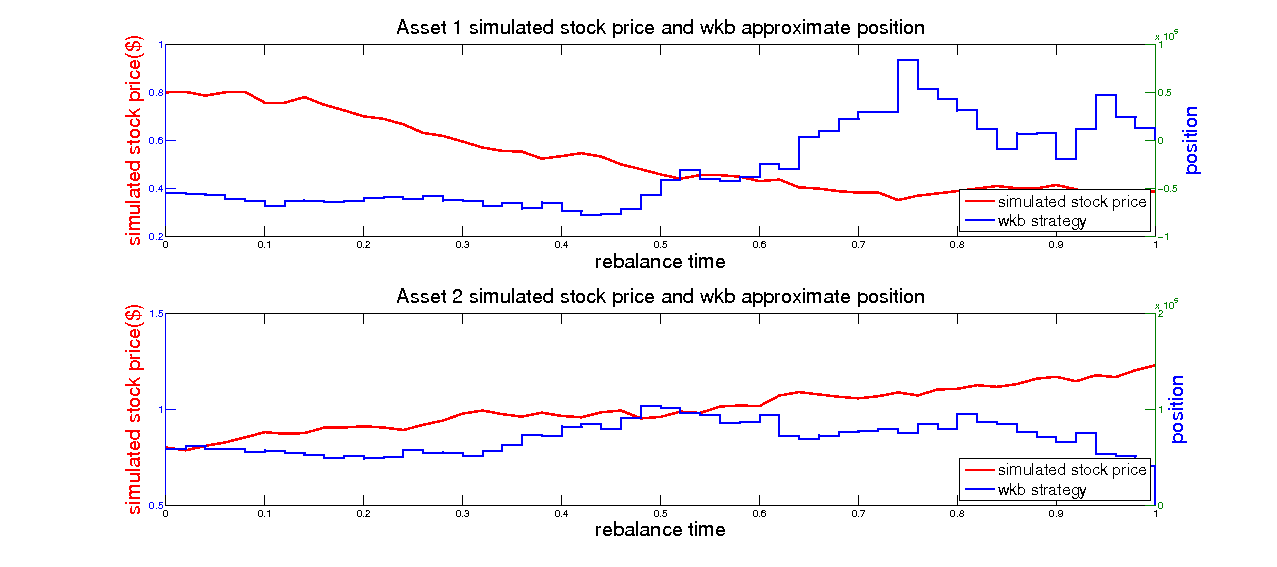 Asset 1 simulated stock price and wkb approximate position
x 10^5
simulated stock price($)
position
1
0.8
0.6
0.4
0.2
1
0.5
0
−0.5
−1
simulated stock price
wkb strategy
0 0.1 0.2 0.3 0.4 0.5 0.6 0.7 0.8 0.9 1
rebalance time
Asset 2 simulated stock price and wkb approximate position
x 10^5
simulated stock price($)
position
1.5
1
0.5
2
1
0
simulated stock price
wkb strategy
0 0.1 0.2 0.3 0.4 0.5 0.6 0.7 0.8 0.9 1
rebalance time